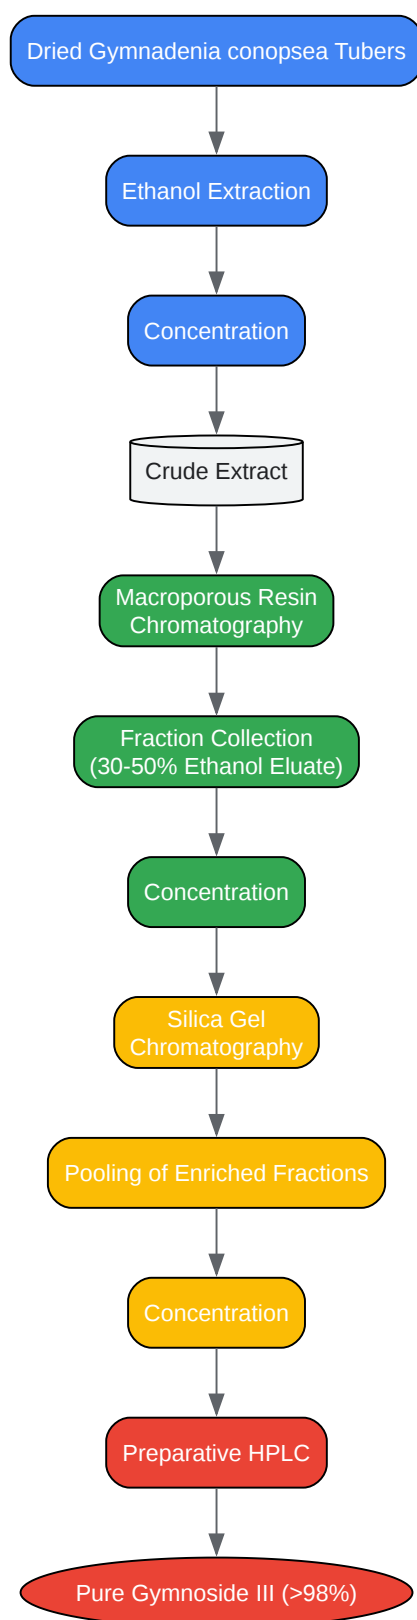 Dried Gymnadenia conopsea Tubers
Ethanol Extraction
Concentration
Crude Extract
Macroporous Resin
Chromatography
Fraction Collection
(30-50% Ethanol Eluate)
Concentration
Silica Gel
Chromatography
Pooling of Enriched Fractions
Concentration
Preparative HPLC
Pure Gymnoside III (>98%)